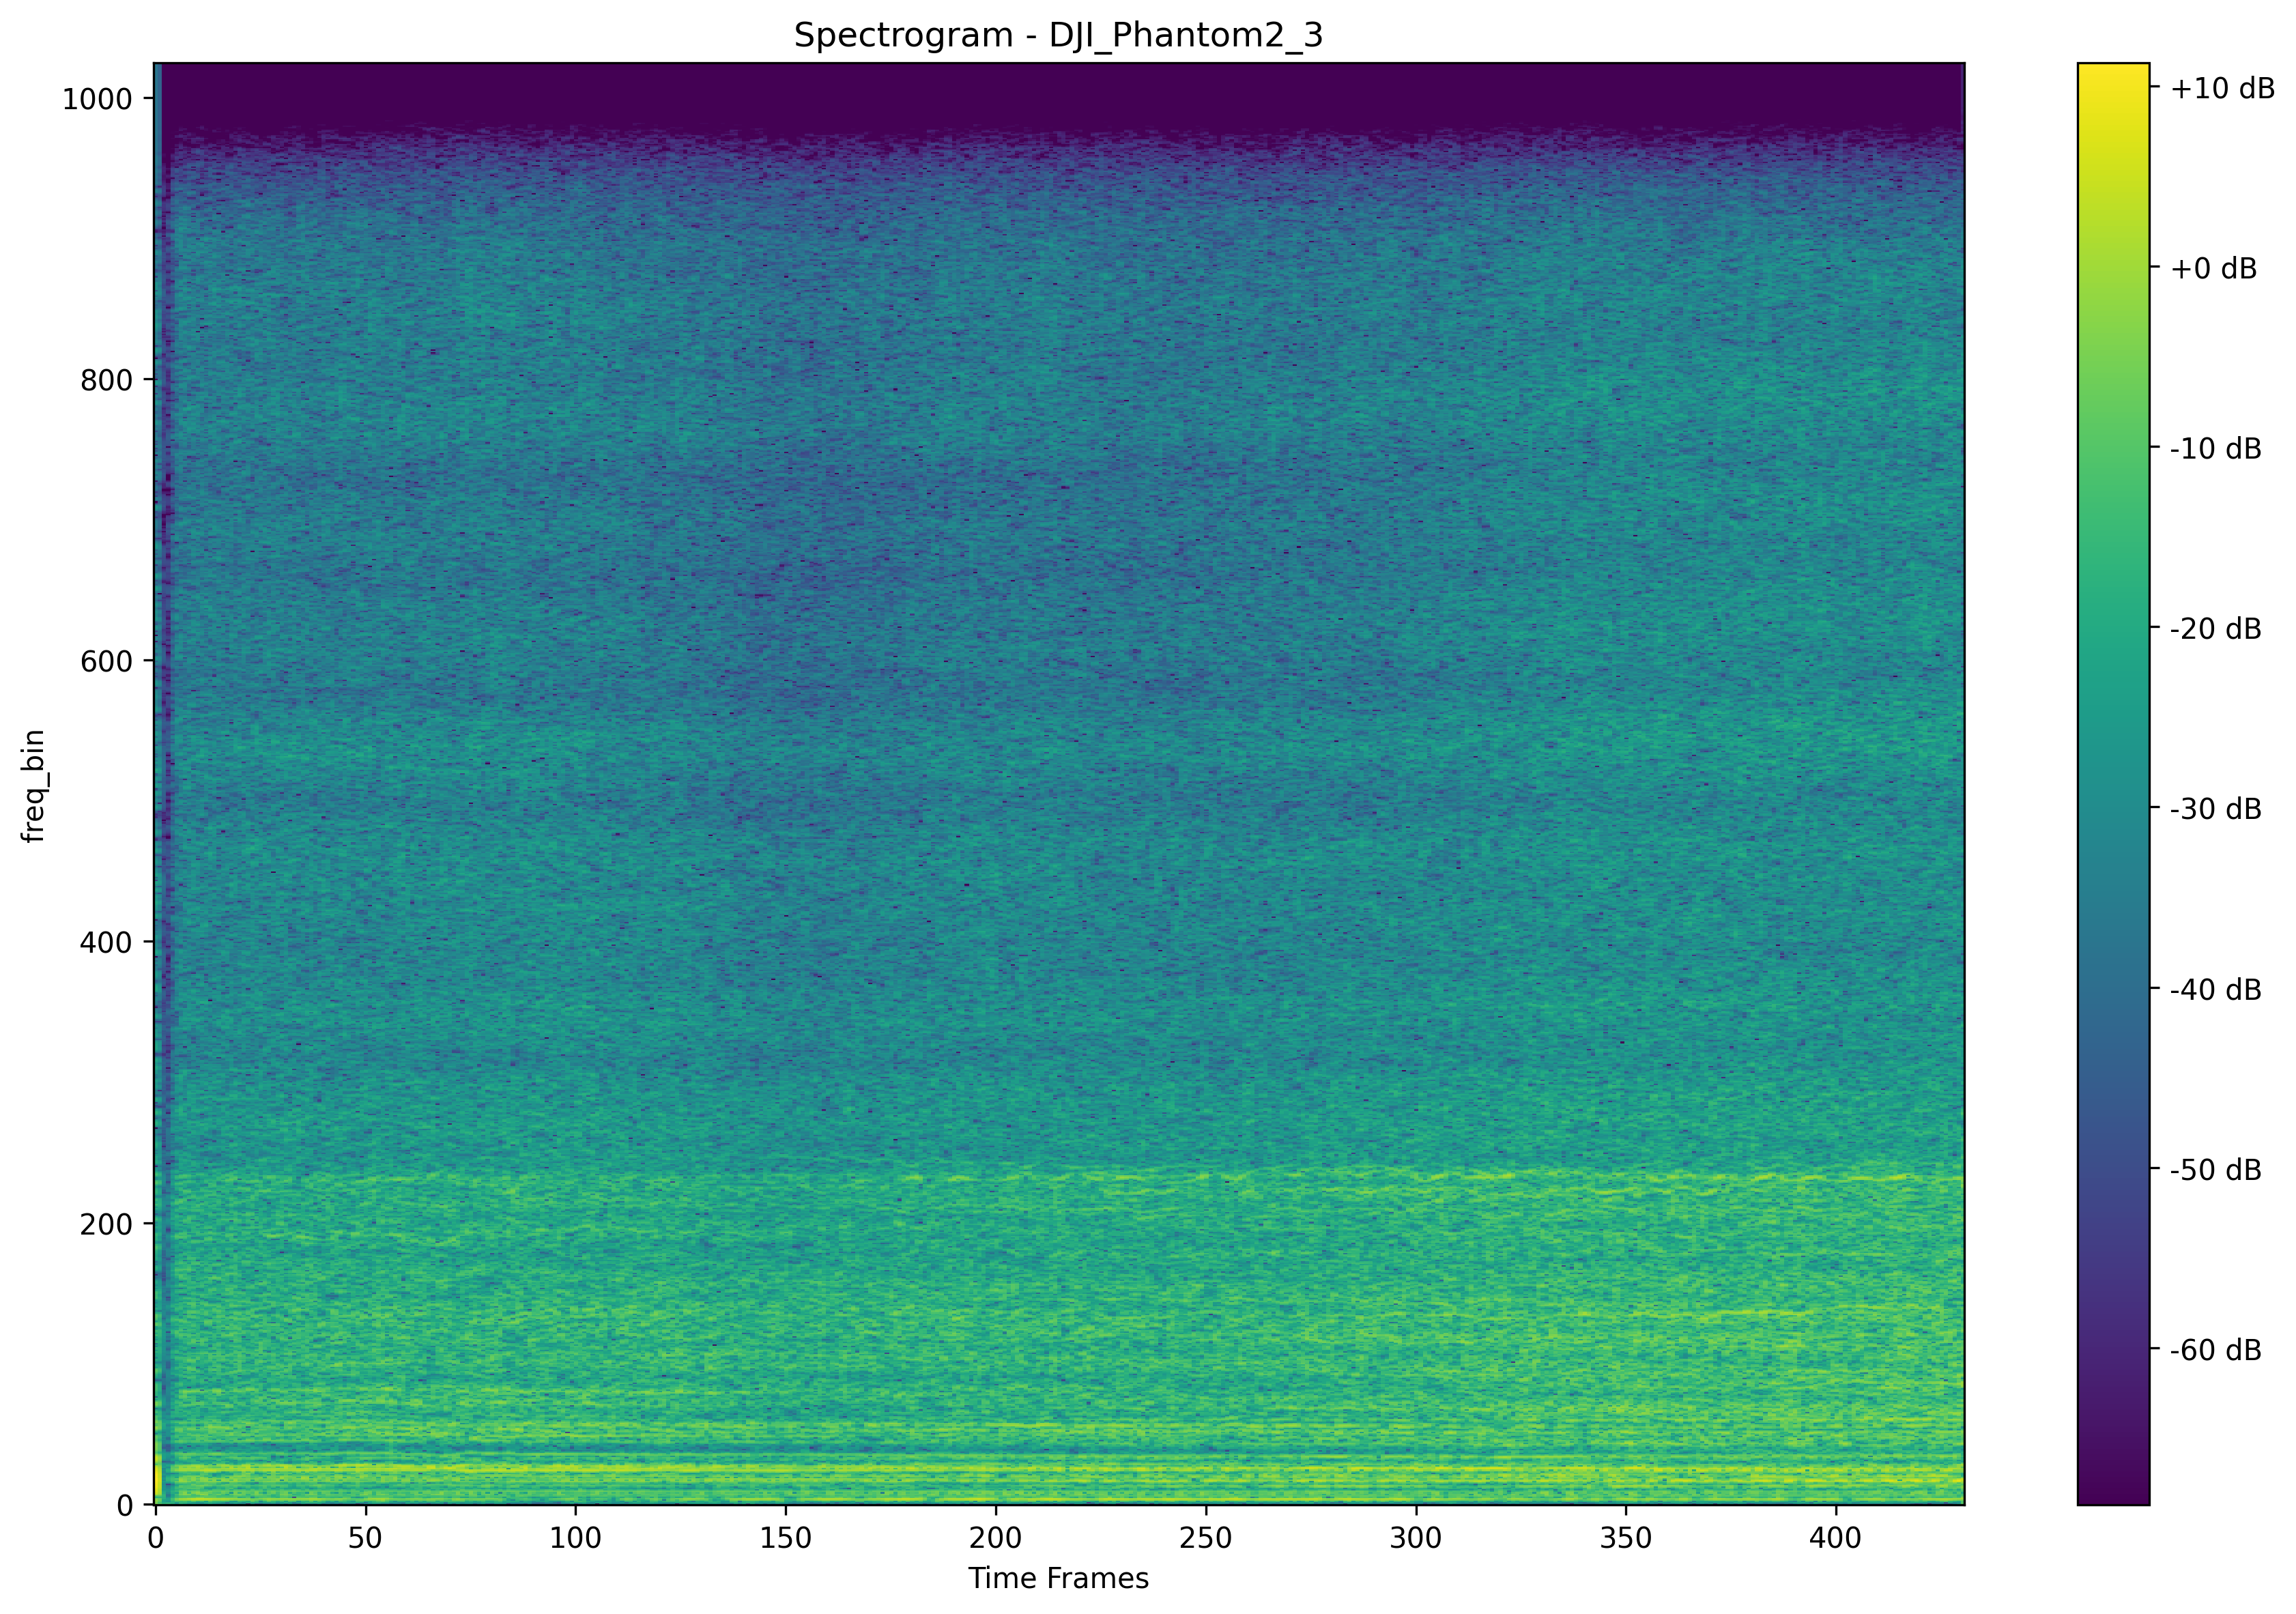 Spectrogram - DJI_Phantom2_3
freq_bin
1000
800
600
400
200
0
0 50 100 150 200 250 300 350 400
Time Frames
+10 dB
+0 dB
-10 dB
-20 dB
-30 dB
-40 dB
-50 dB
-60 dB